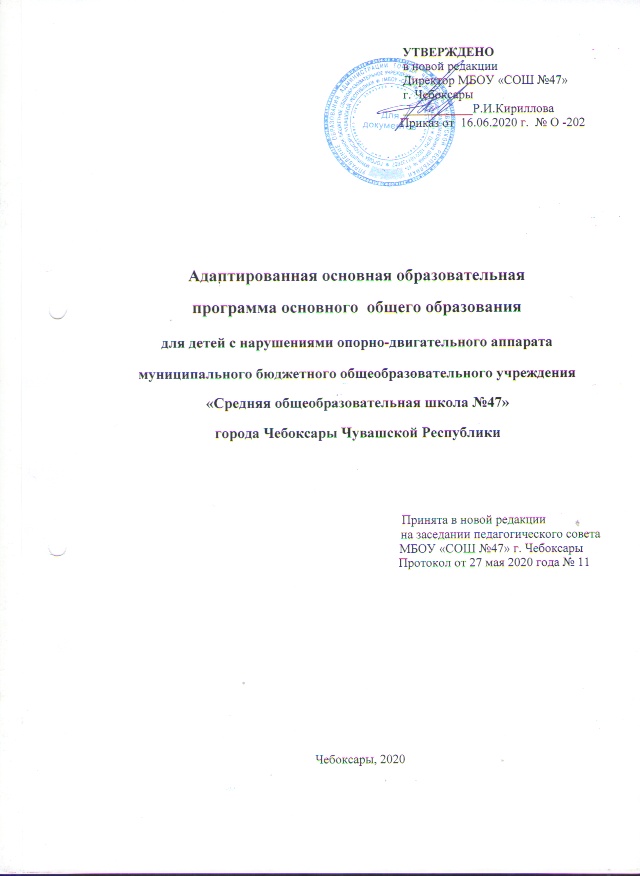 УТВЕРЖДЕНО
в новой редакции
Директор МБОУ «СОШ №47»
г. Чебоксары
Р.И.Кириллова
Приказ от 16.06.2020 г. № О -202
Для
документов
Адаптированная основная образовательная
программа основного общего образования
для детей с нарушениями опорно-двигательного аппарата
муниципального бюджетного общеобразовательного учреждения
«Средняя общеобразовательная школа №47»
города Чебоксары Чувашской Республики
Принята в новой редакции
на заседании педагогического совета
МБОУ «СОШ №47» г. Чебоксары
Протокол от 27 мая 2020 года № 11
Чебоксары, 2020